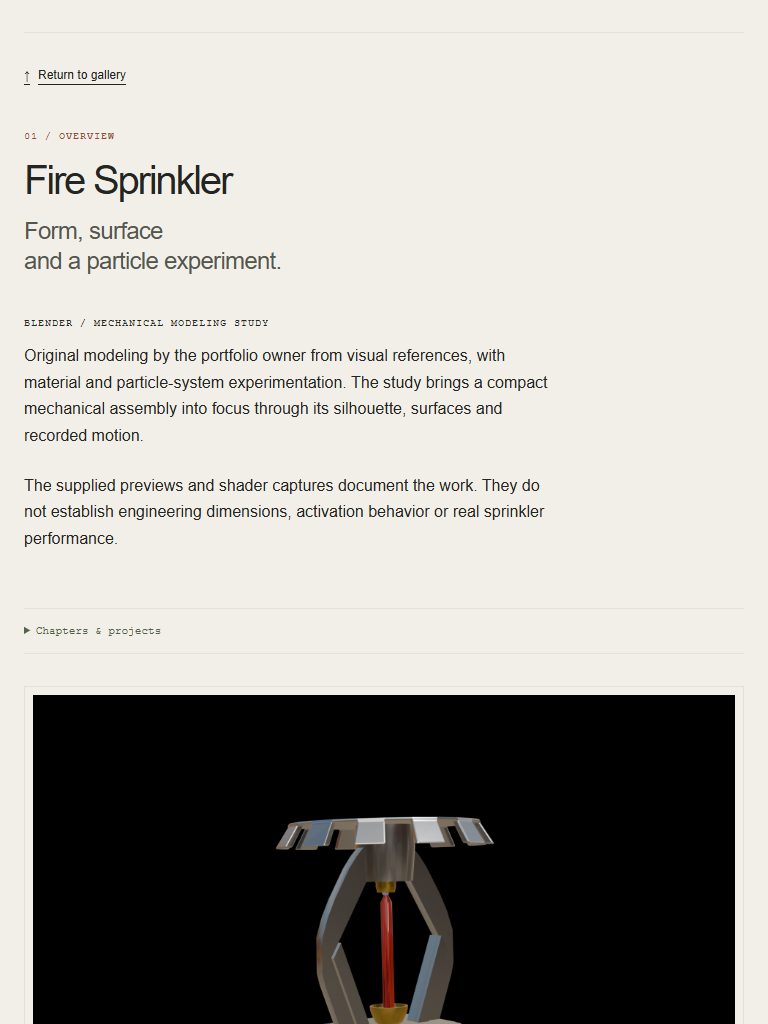 ↑ Return to gallery
01 / OVERVIEW
Fire Sprinkler
Form, surface
and a particle experiment.
BLENDER / MECHANICAL MODELING STUDY
Original modeling by the portfolio owner from visual references, with
material and particle-system experimentation. The study brings a compact
mechanical assembly into focus through its silhouette, surfaces and
recorded motion.
The supplied previews and shader captures document the work. They do
not establish engineering dimensions, activation behavior or real sprinkler
performance.
▶ Chapters & projects